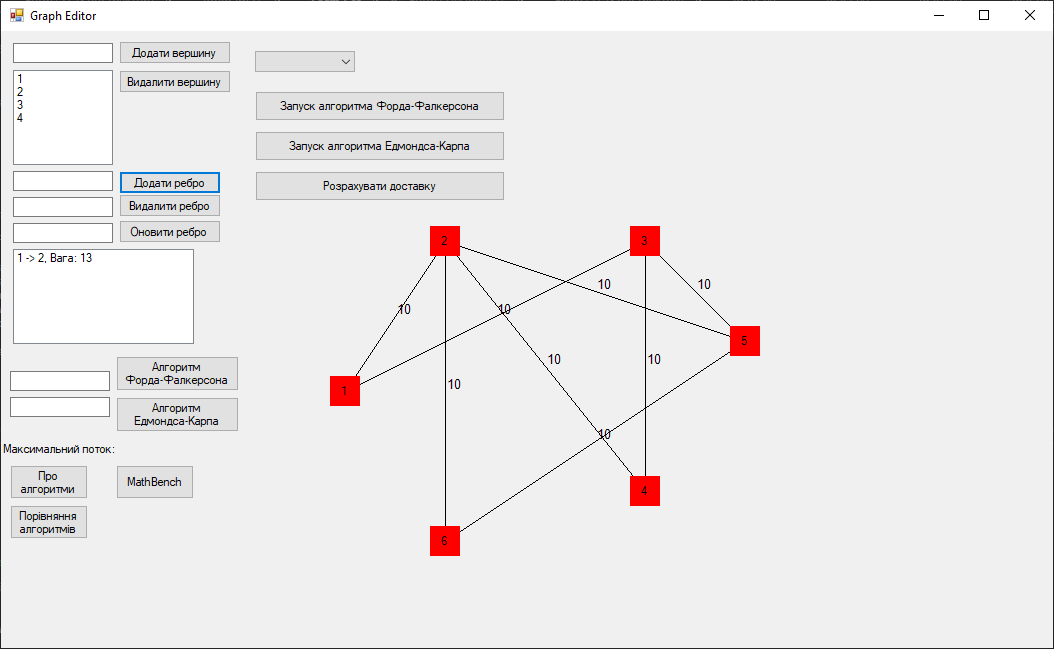 Graph Editor
Додати вершину
Видалити вершину
1
2
3
4
Запуск алгоритма Форда-Фалкерсона
Запуск алгоритма Едмондса-Карпа
Розрахувати доставку
Додати ребро
Видалити ребро
Оновити ребро
1 -> 2, Вага: 13
Алгоритм
Форда-Фалкерсона
Алгоритм
Едмондса-Карпа
Максимальний поток:
Про
алгоритми
MathBench
Порівняння
алгоритмів
2
3
10
10
10
10
5
10
10
10
1
10
4
6